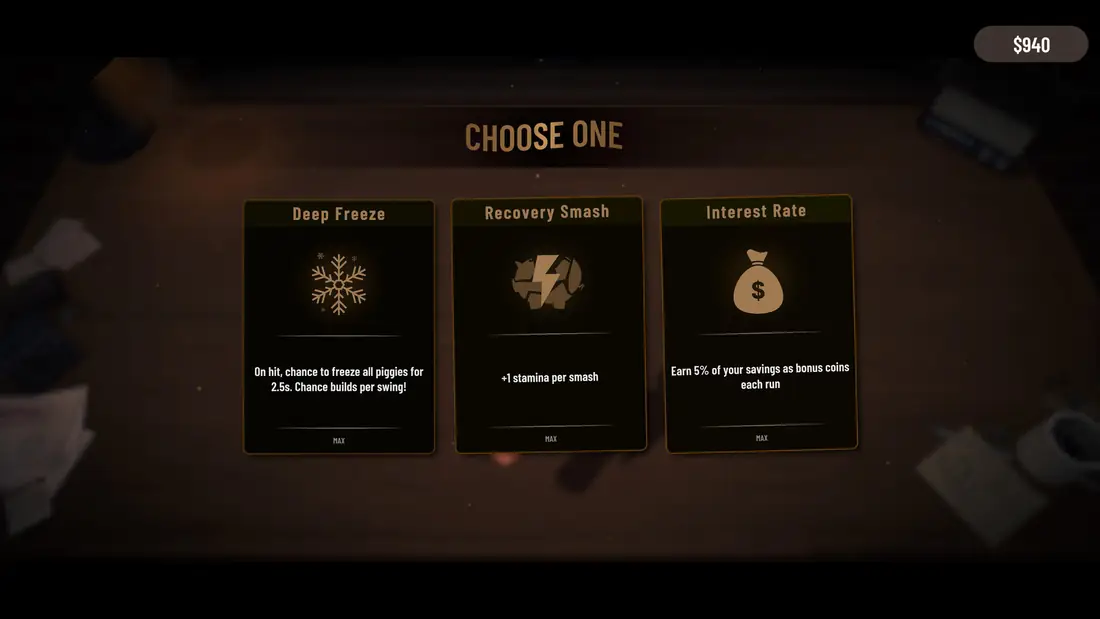 $940
CHOOSE ONE
Deep Freeze
On hit, chance to freeze all piggies for
2.5s. Chance builds per swing!
MAX
Recovery Smash
+1 stamina per smash
MAX
Interest Rate
$
Earn 5% of your savings as bonus coins
each run
MAX